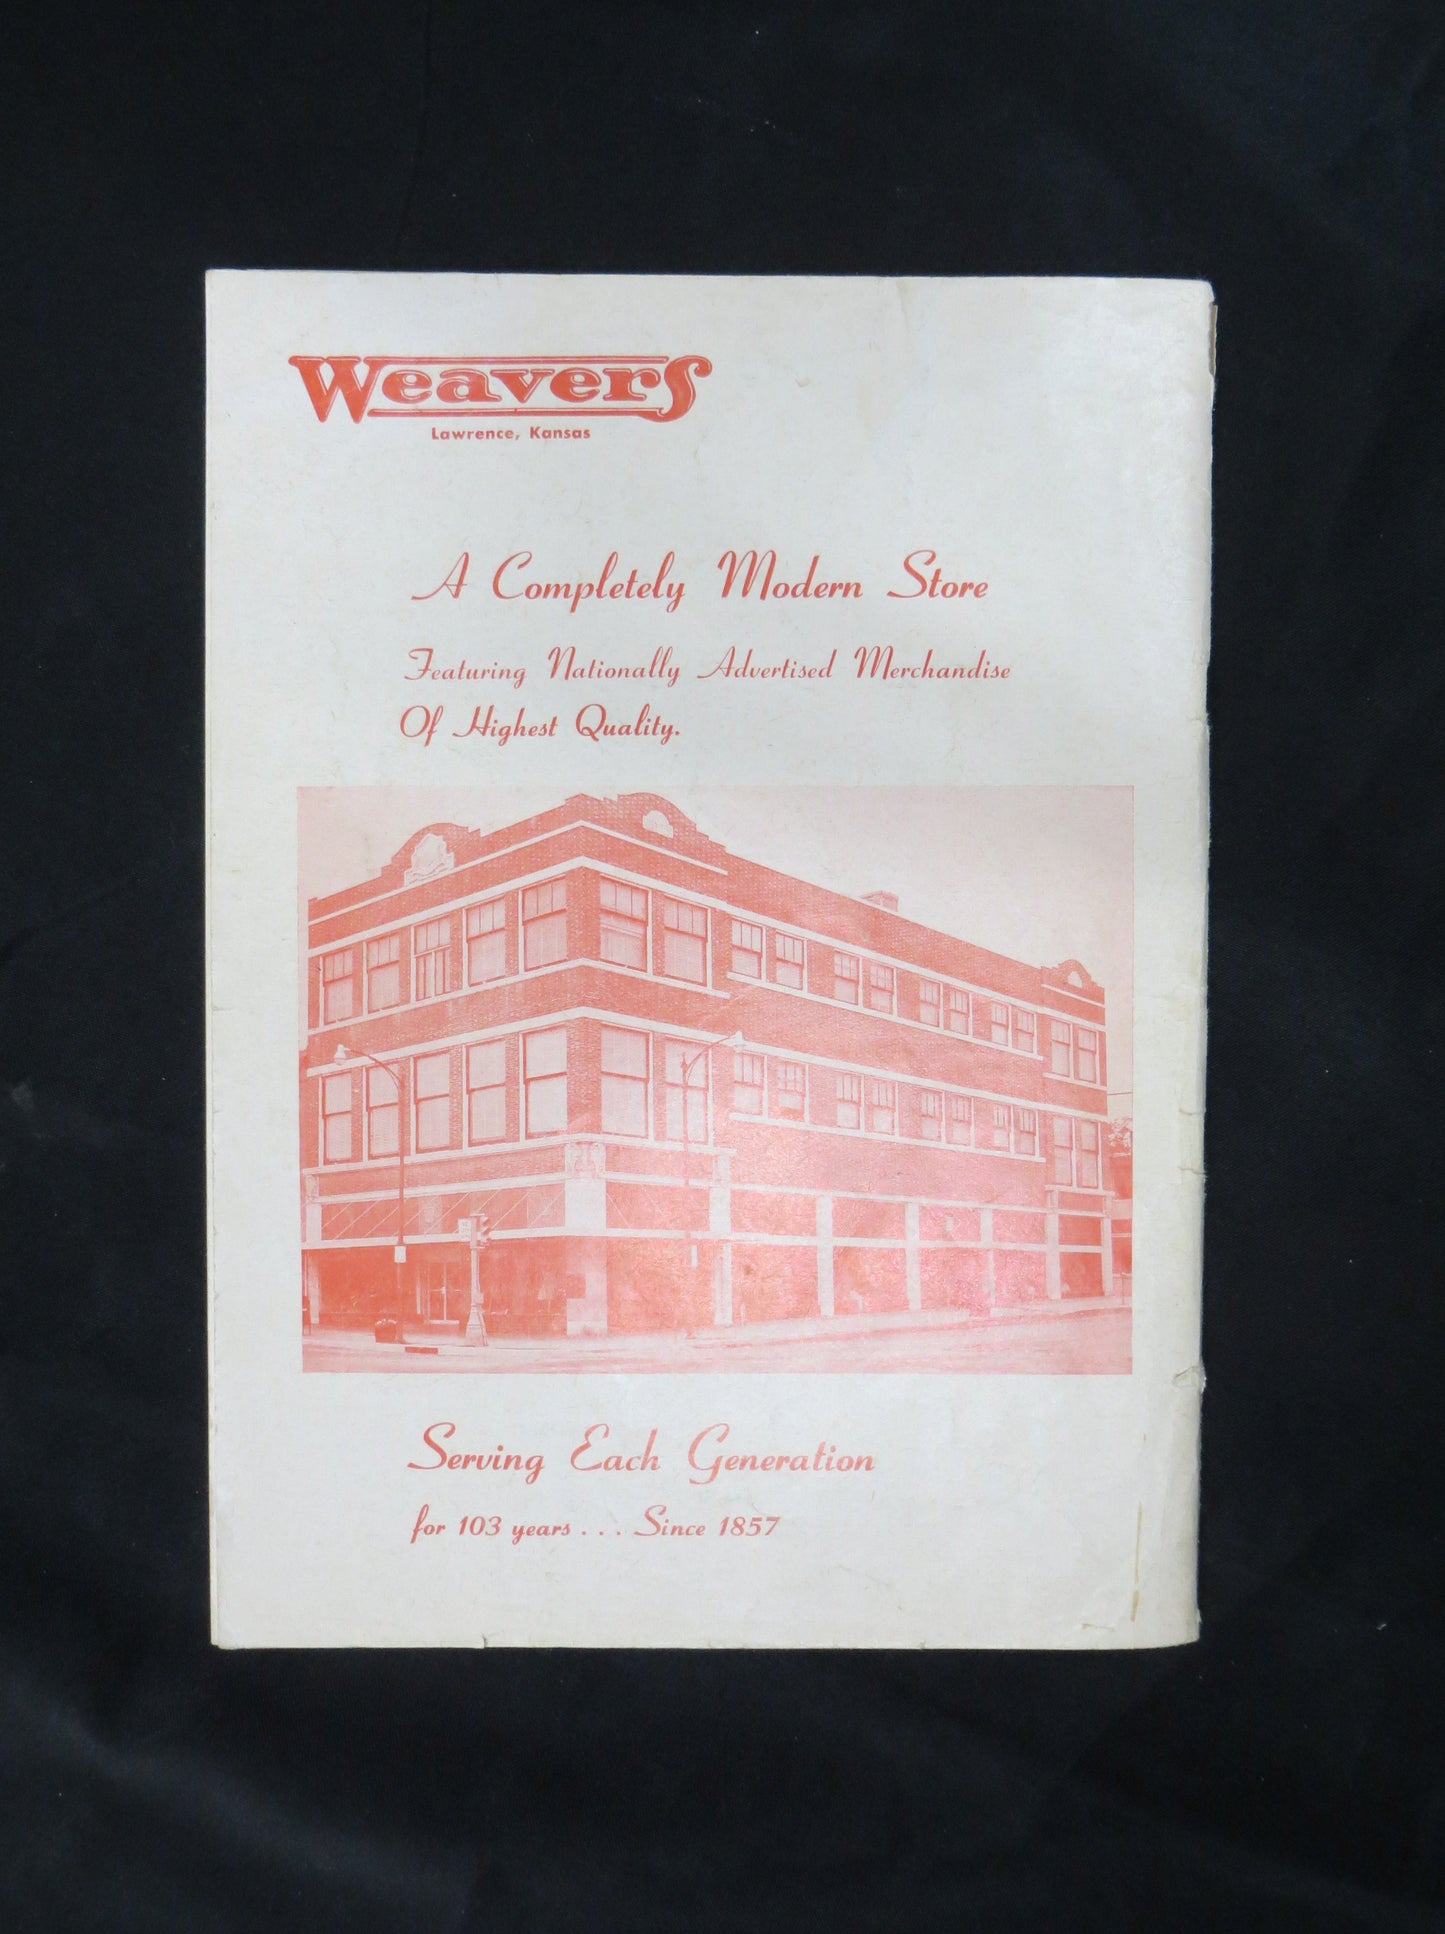 Weavers
Lawrence, Kansas
A Completely Modern Store
Featuring Nationally Advertised Merchandise
Of Highest Quality.
Serving Each Generation
for 103 years . . . Since 1857